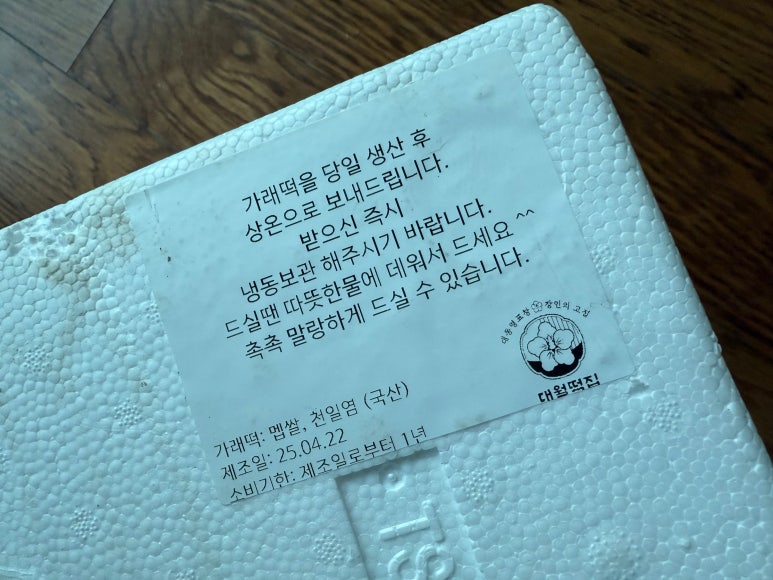 가래떡을 당일 생산 후
상온으로 보내드립니다.
받으신 즉시
냉동보관 해주시기 바랍니다.
드실땐 따뜻한물에 데워서 드세요 ^^
촉촉 말랑하게 드실 수 있습니다.
장인의 고집
대월떡집
가래떡: 멥쌀, 천일염 (국산)
제조일: 25.04.22
소비기한: 제조일로부터 1년